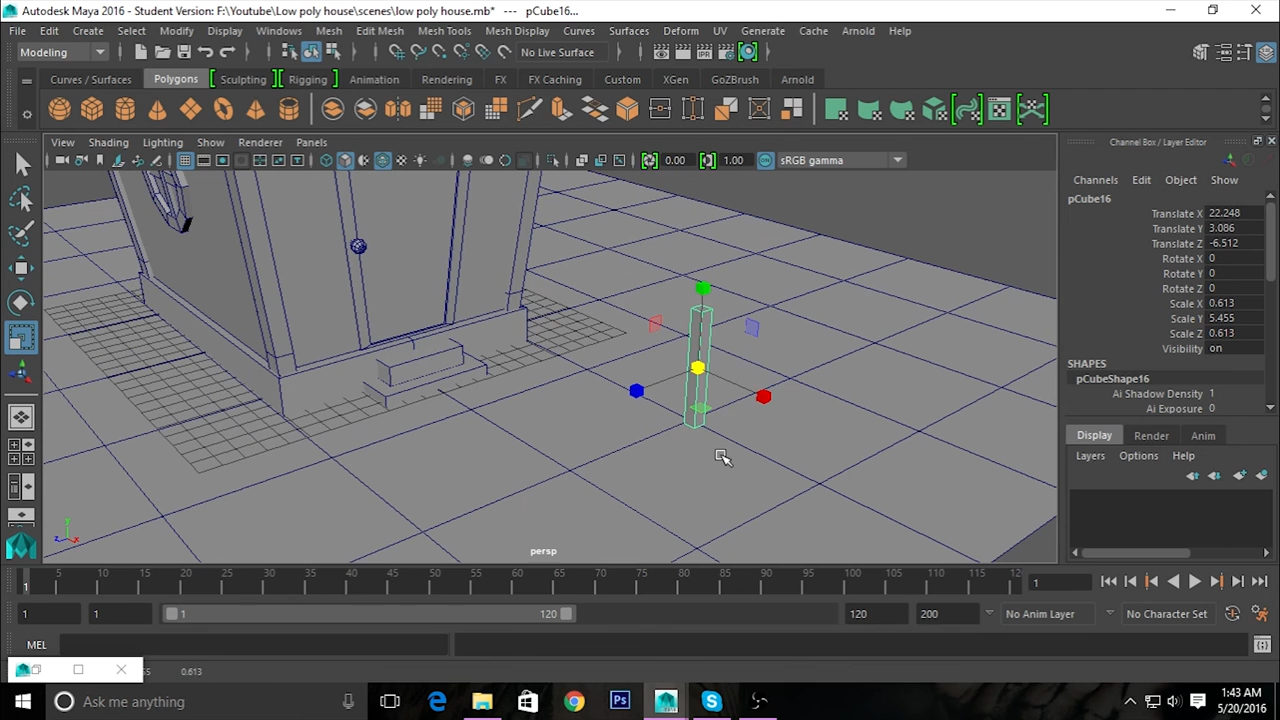 Autodesk Maya 2016 - Student Version: F:\Youtube\Low poly house\scenes\low poly house.mb* --- pCube16...
File Edit Create Select Modify Display Windows Mesh Edit Mesh Mesh Tools Mesh Display Curves Surfaces Deform UV Generate Cache Arnold Help
Modeling No Live Surface
Curves / Surfaces Polygons Sculpting Rigging Animation Rendering FX FX Caching Custom XGen GoZBrush Arnold
View Shading Lighting Show Renderer Panels
0.00 1.00 sRGB gamma
persp
Channel Box / Layer Editor
Channels Edit Object Show
pCube16
Translate X 22.248
Translate Y 3.086
Translate Z -6.512
Rotate X 0
Rotate Y 0
Rotate Z 0
Scale X 0.613
Scale Y 5.455
Scale Z 0.613
Visibility on
SHAPES
pCubeShape16
Ai Shadow Density 1
Ai Exposure 0
Display Render Anim
Layers Options Help
1 5 10 15 20 25 30 35 40 45 50 55 60 65 70 75 80 85 90 95 100 105 110 115 12 1
1 1 1 120 120 200 No Anim Layer No Character Set
MEL
0.613
Ask me anything
1:43 AM
5/20/2016